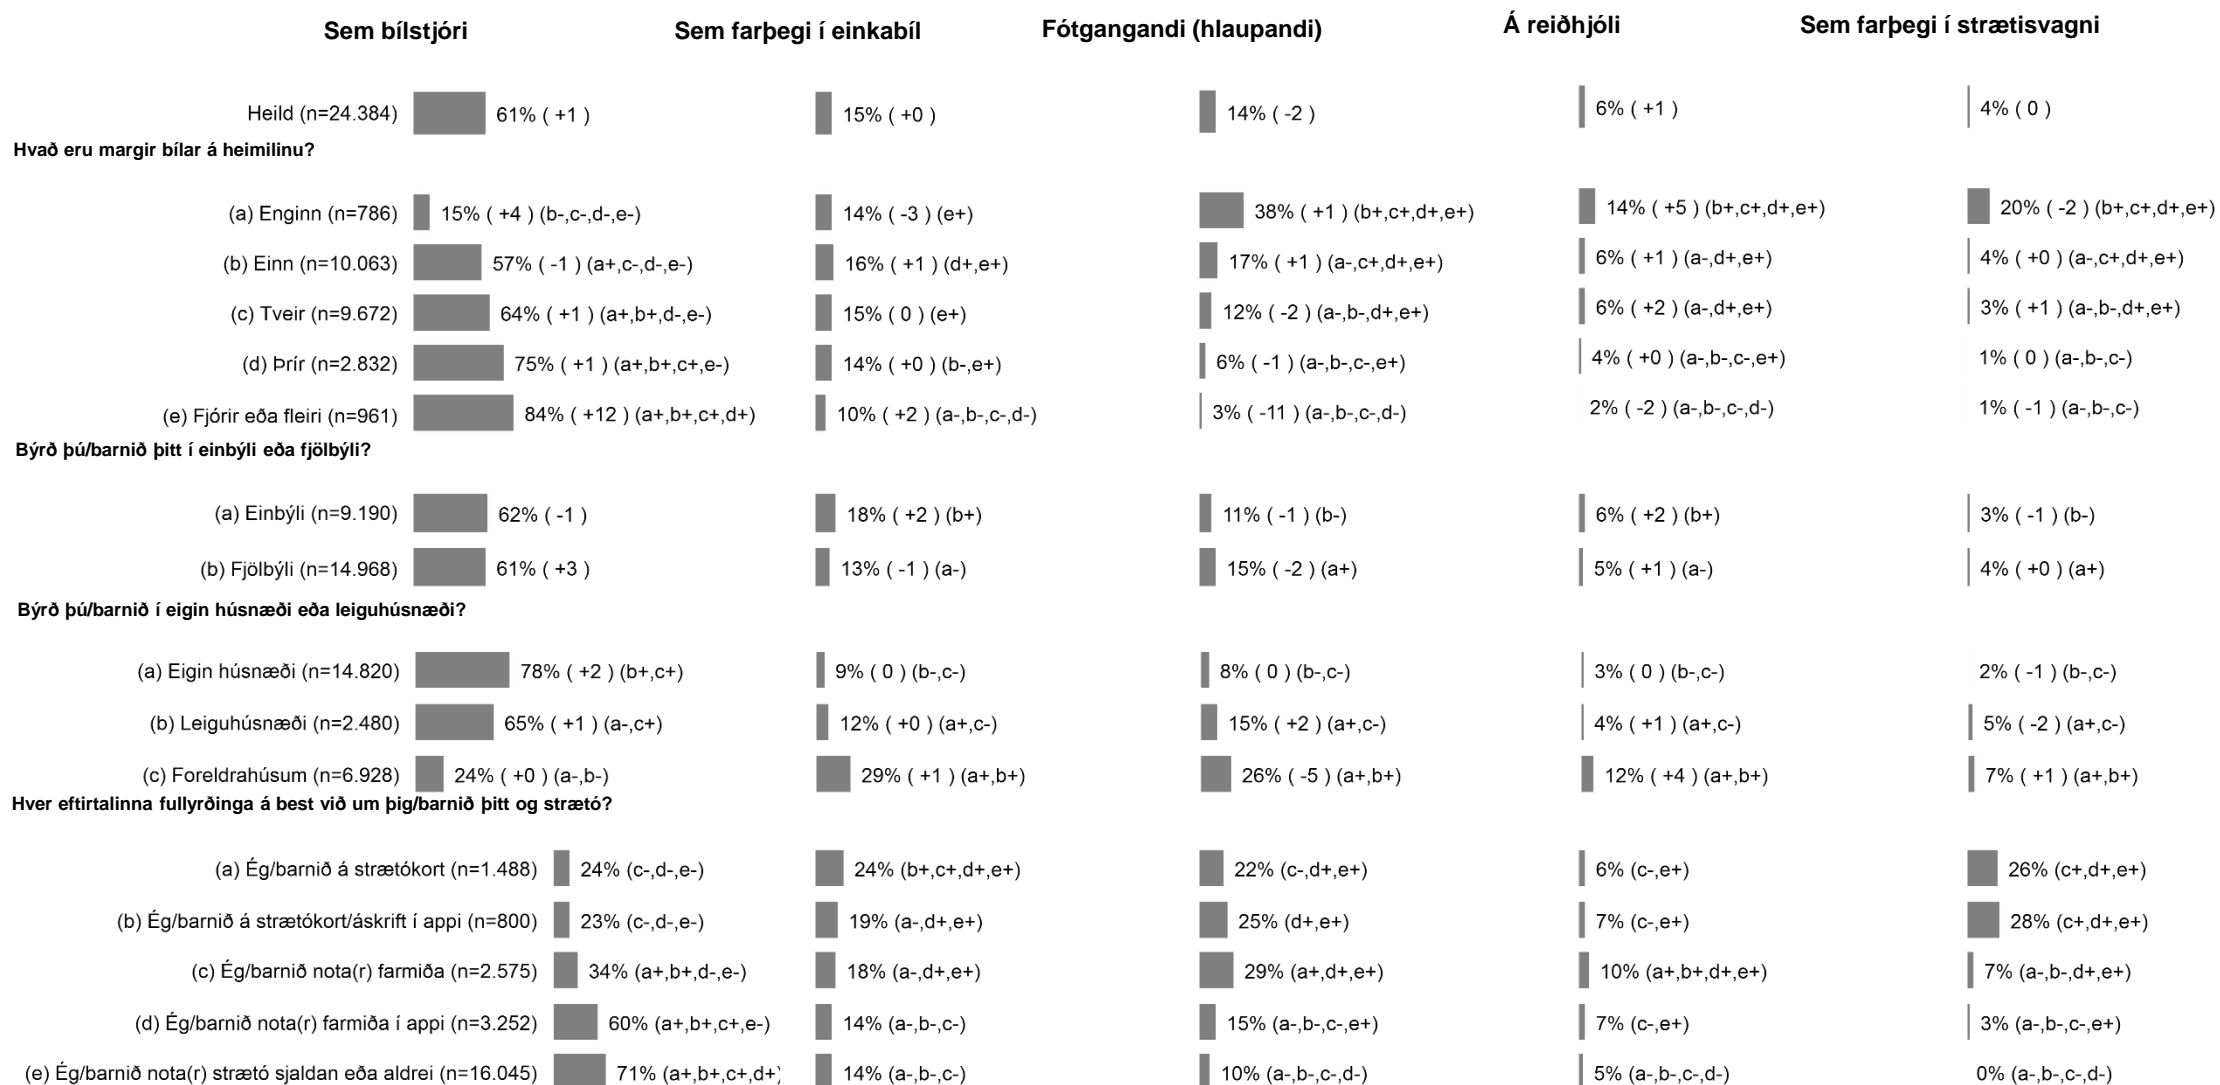 Sem bílstjóri Sem farþegi í einkabíl Fótgangandi (hlaupandi) Á reiðhjóli Sem farþegi í strætisvagni
Heild (n=24.384) 61% ( +1 ) 15% ( +0 ) 14% ( -2 ) 6% ( +1 ) 4% ( 0 )
Hvað eru margir bílar á heimilinu?
(a) Enginn (n=786) 15% ( +4 ) (b-,c-,d-,e-) 14% ( -3 ) (e+) 38% ( +1 ) (b+,c+,d+,e+) 14% ( +5 ) (b+,c+,d+,e+) 20% ( -2 ) (b+,c+,d+,e+)
(b) Einn (n=10.063) 57% ( -1 ) (a+,c-,d-,e-) 16% ( +1 ) (d+,e+) 17% ( +1 ) (a-,c+,d+,e+) 6% ( +1 ) (a-,d+,e+) 4% ( +0 ) (a-,c+,d+,e+)
(c) Tveir (n=9.672) 64% ( +1 ) (a+,b+,d-,e-) 15% ( 0 ) (e+) 12% ( -2 ) (a-,b-,d+,e+) 6% ( +2 ) (a-,d+,e+) 3% ( +1 ) (a-,b-,d+,e+)
(d) Þrír (n=2.832) 75% ( +1 ) (a+,b+,c+,e-) 14% ( +0 ) (b-,e+) 6% ( -1 ) (a-,b-,c-,e+) 4% ( +0 ) (a-,b-,c-,e+) 1% ( 0 ) (a-,b-,c-)
(e) Fjórir eða fleiri (n=961) 84% ( +12 ) (a+,b+,c+,d+) 10% ( +2 ) (a-,b-,c-,d-) 3% ( -11 ) (a-,b-,c-,d-) 2% ( -2 ) (a-,b-,c-,d-) 1% ( -1 ) (a-,b-,c-)
Býrð þú/barnið þitt í einbýli eða fjölbýli?
(a) Einbýli (n=9.190) 62% ( -1 ) 18% ( +2 ) (b+) 11% ( -1 ) (b-) 6% ( +2 ) (b+) 3% ( -1 ) (b-)
(b) Fjölbýli (n=14.968) 61% ( +3 ) 13% ( -1 ) (a-) 15% ( -2 ) (a+) 5% ( +1 ) (a-) 4% ( +0 ) (a+)
Býrð þú/barnið í eigin húsnæði eða leiguhúsnæði?
(a) Eigin húsnæði (n=14.820) 78% ( +2 ) (b+,c+) 9% ( 0 ) (b-,c-) 8% ( 0 ) (b-,c-) 3% ( 0 ) (b-,c-) 2% ( -1 ) (b-,c-)
(b) Leiguhúsnæði (n=2.480) 65% ( +1 ) (a-,c+) 12% ( +0 ) (a+,c-) 15% ( +2 ) (a+,c-) 4% ( +1 ) (a+,c-) 5% ( -2 ) (a+,c-)
(c) Foreldrahúsum (n=6.928) 24% ( +0 ) (a-,b-) 29% ( +1 ) (a+,b+) 26% ( -5 ) (a+,b+) 12% ( +4 ) (a+,b+) 7% ( +1 ) (a+,b+)
Hver eftirtalinna fullyrðinga á best við um þig/barnið þitt og strætó?
(a) Ég/barnið á strætókort (n=1.488) 24% (c-,d-,e-) 24% (b+,c+,d+,e+) 22% (c-,d+,e+) 6% (c-,e+) 26% (c+,d+,e+)
(b) Ég/barnið á strætókort/áskrift í appi (n=800) 23% (c-,d-,e-) 19% (a-,d+,e+) 25% (d+,e+) 7% (c-,e+) 28% (c+,d+,e+)
(c) Ég/barnið nota(r) farmiða (n=2.575) 34% (a+,b+,d-,e-) 18% (a-,d+,e+) 29% (a+,d+,e+) 10% (a+,b+,d+,e+) 7% (a-,b-,d+,e+)
(d) Ég/barnið nota(r) farmiða í appi (n=3.252) 60% (a+,b+,c+,e-) 14% (a-,b-,c-) 15% (a-,b-,c-,e+) 7% (c-,e+) 3% (a-,b-,c-,e+)
(e) Ég/barnið nota(r) strætó sjaldan eða aldrei (n=16.045) 71% (a+,b+,c+,d+) 14% (a-,b-,c-) 10% (a-,b-,c-,d-) 5% (a-,b-,c-,d-) 0% (a-,b-,c-,d-)